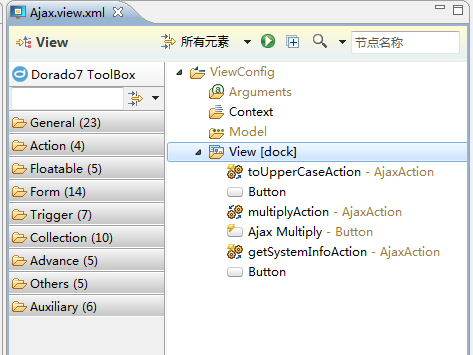 Ajax.view.xml
View
所有元素
节点名称
Dorado7 ToolBox
General (23)
Action (4)
Floatable (5)
Form (14)
Trigger (7)
Collection (10)
Advance (5)
Others (5)
Auxiliary (6)
ViewConfig
Arguments
Context
Model
View [dock]
toUpperCaseAction - AjaxAction
Button
multiplyAction - AjaxAction
Ajax Multiply - Button
getSystemInfoAction - AjaxAction
Button